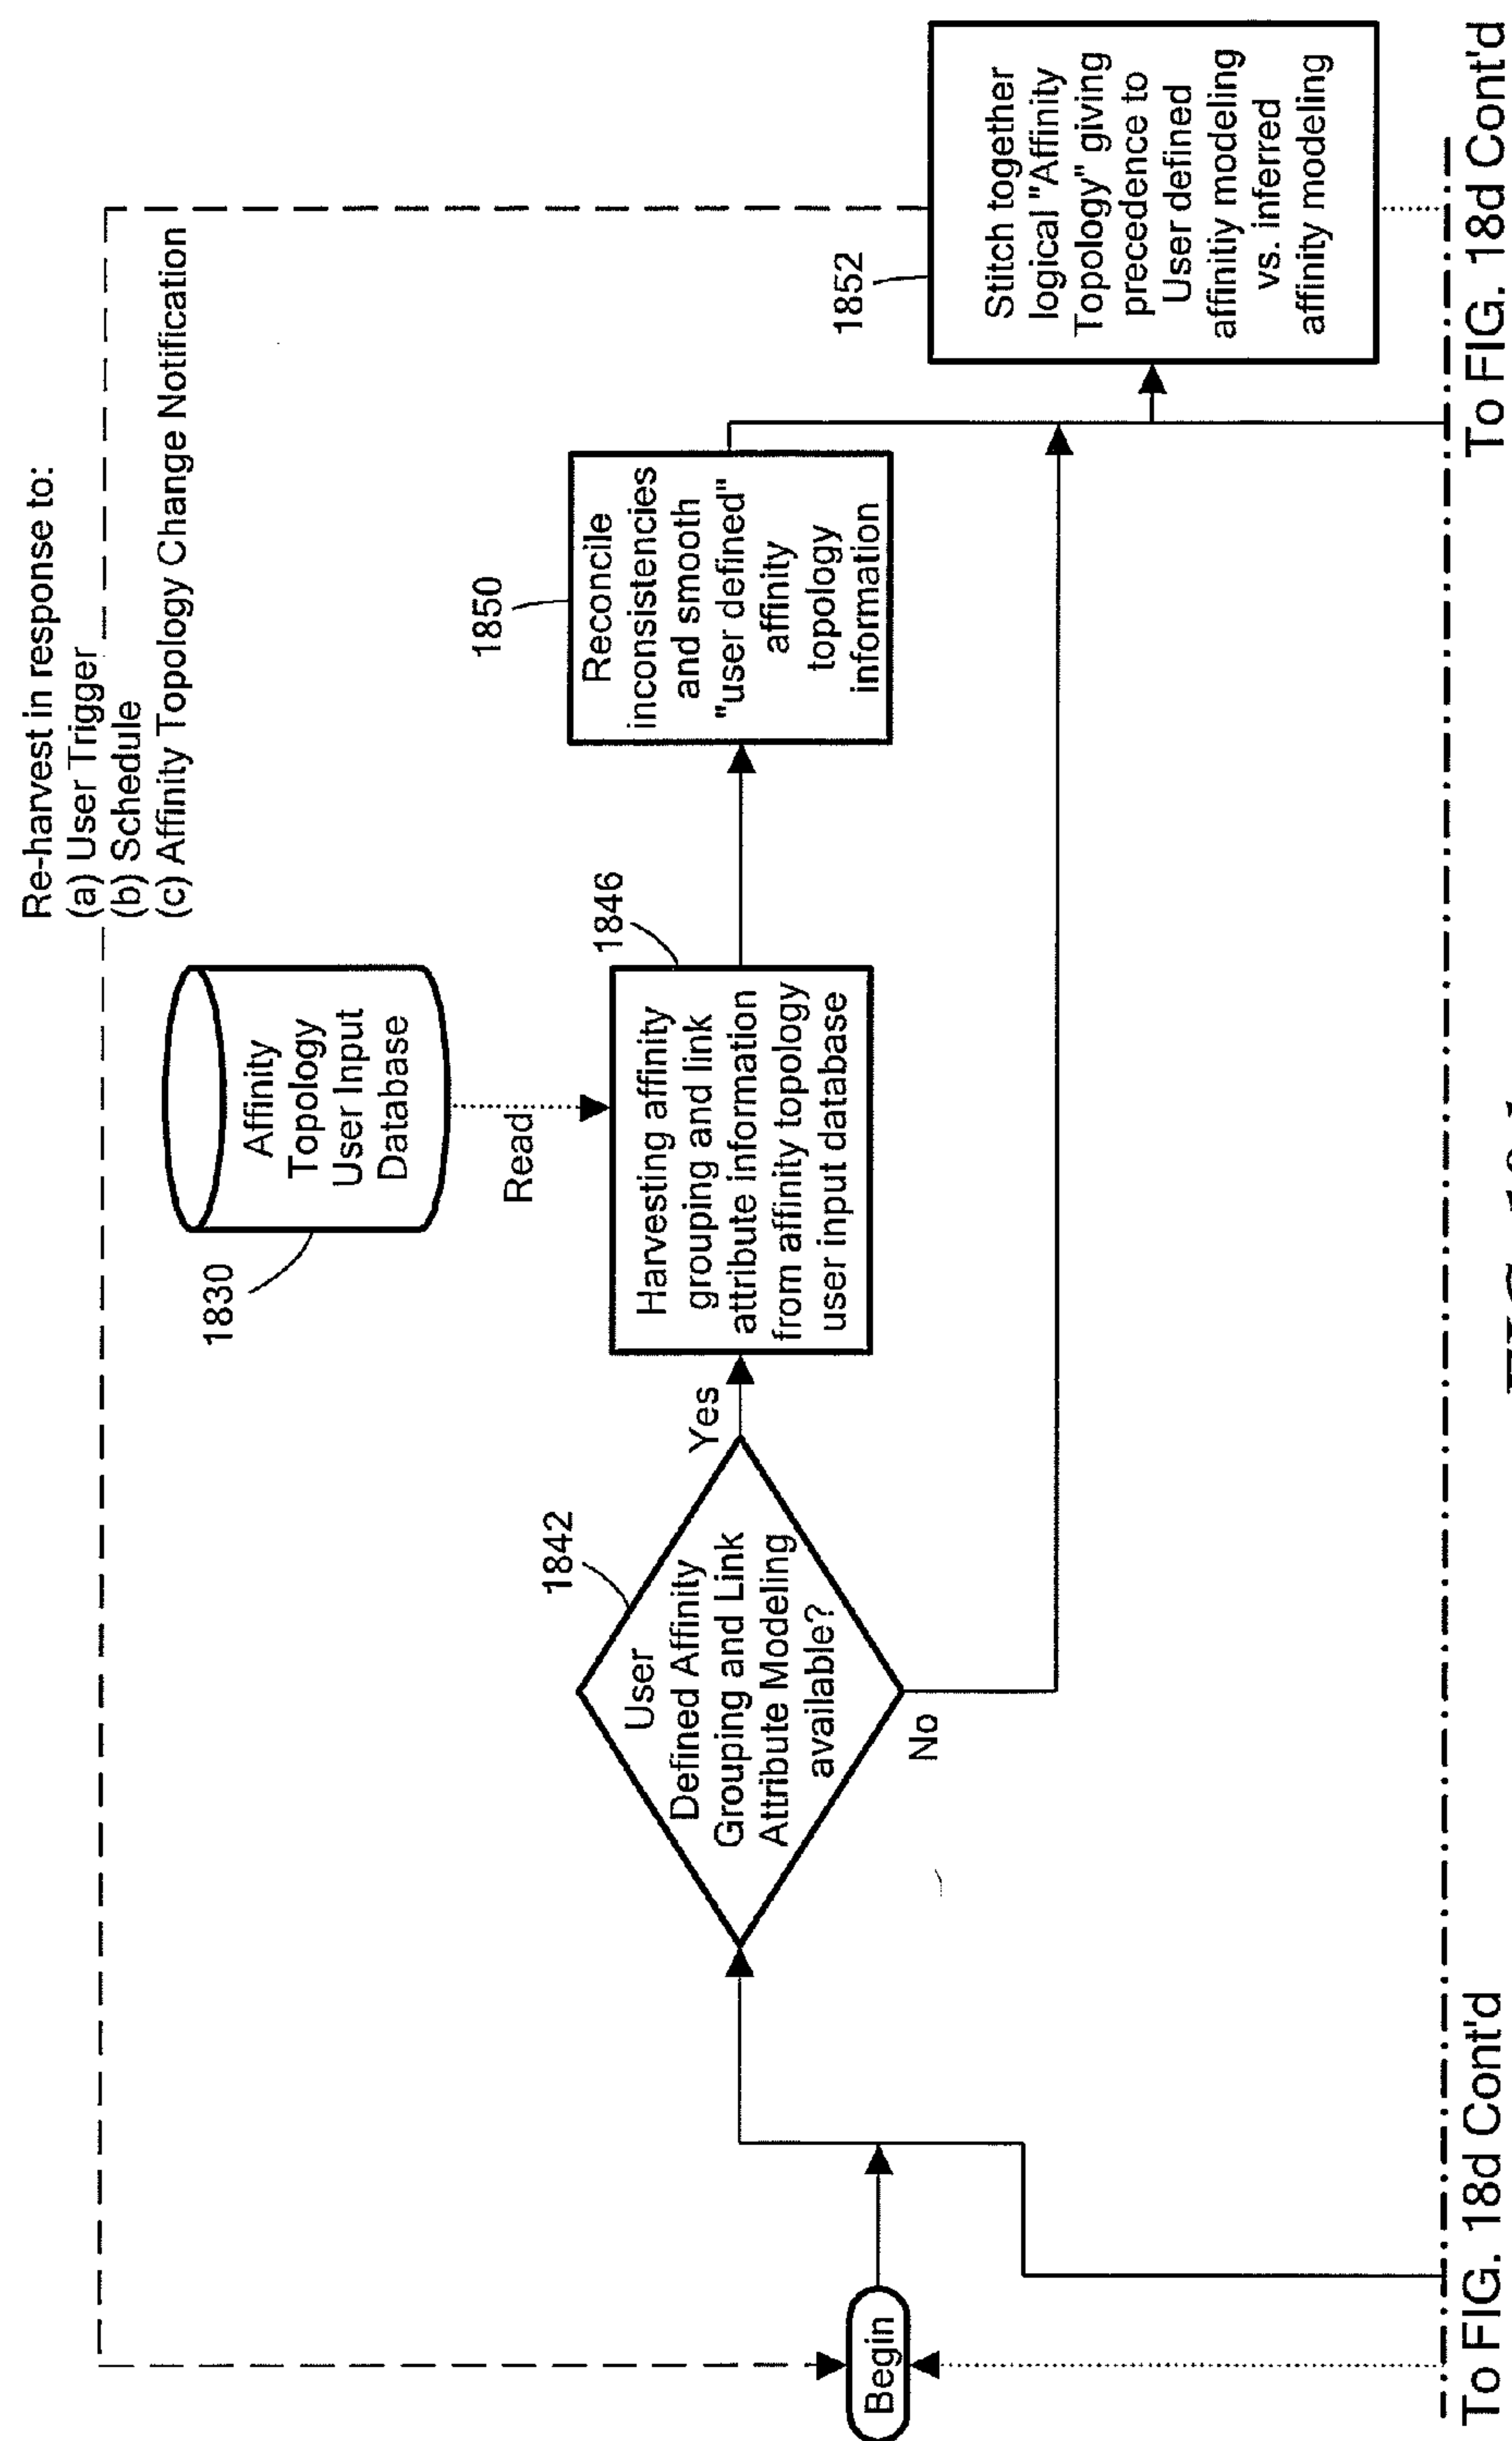 Re-harvest in response to:
(a) User Trigger
(b) Schedule
(c) Affinity Topology Change Notification
1830
Affinity
Topology
User Input
Database
Read
Begin
1842
User
Defined Affinity
Grouping and Link
Attribute Modeling
available?
Yes
No
1846
Harvesting affinity
grouping and link
attribute information
from affinity topology
user input database
1850
Reconcile
inconsistencies
and smooth
"user defined"
affinity
topology
information
1852
Stitch together
logical "Affinity
Topology" giving
precedence to
User defined
affinitiy modeling
vs. inferred
affinity modeling
To FIG. 18d Cont'd
To FIG. 18d Cont'd